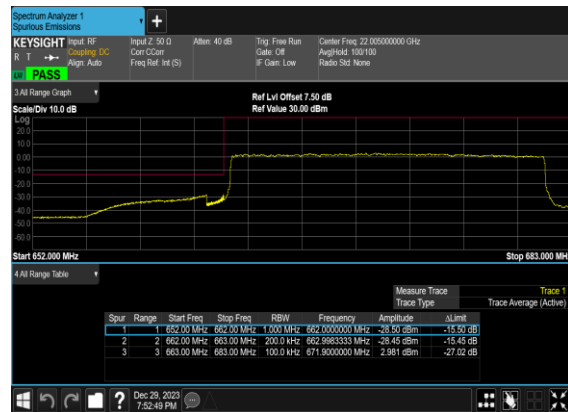 Spectrum Analyzer 1
Spurious Emissions
KEYSIGHT Input: RF Input Z: 50 Ω Atten: 40 dB Trig: Free Run Center Freq: 22.005000000 GHz
R T Coupling: DC Corr CCorr Gate: Off Avg|Hold: 100/100
Align: Auto Freq Ref: Int (S) IF Gain: Low Radio Std: None
PASS
3 All Range Graph
Ref Lvl Offset 7.50 dB
Scale/Div 10.0 dB Ref Value 30.00 dBm
Log
20.0
10.0
0.00
-10.0
-20.0
-30.0
-40.0
-50.0
-60.0
Start 652.000 MHz Stop 683.000 MH
4 All Range Table
Measure Trace Trace 1
Trace Type Trace Average (Active)
Spur Range Start Freq Stop Freq RBW Frequency Amplitude ΔLimit
1 1 652.00 MHz 662.00 MHz 1.000 MHz 662.0000000 MHz -28.50 dBm -15.50 dB
2 2 662.00 MHz 663.00 MHz 200.0 kHz 662.9983333 MHz -28.45 dBm -15.45 dB
3 3 663.00 MHz 683.00 MHz 100.0 kHz 671.9000000 MHz 2.981 dBm -27.02 dB
? Dec 29, 2023
7:52:49 PM